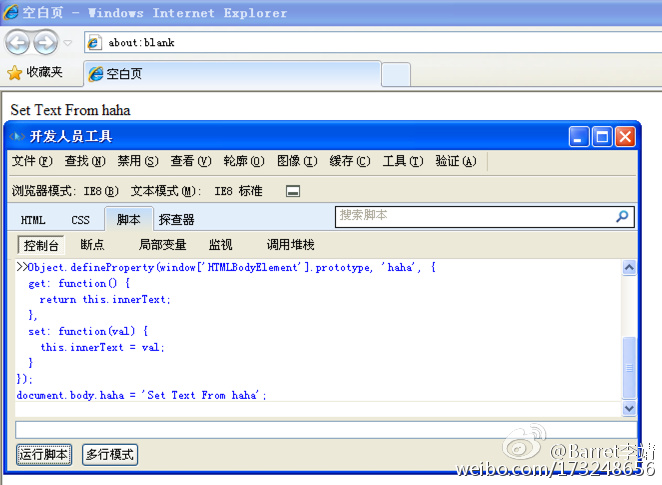 空白页 - Windows Internet Explorer
about:blank
收藏夹 空白页
Set Text From haha
开发人员工具
文件(F) 查找(N) 禁用(S) 查看(V) 轮廓(O) 图像(I) 缓存(C) 工具(T) 验证(A)
浏览器模式: IE8(B) 文本模式(M): IE8 标准
HTML CSS 脚本 探查器 搜索脚本
控制台 断点 局部变量 监视 调用堆栈
>>Object.defineProperty(window['HTMLBodyElement'].prototype, 'haha', {
get: function() {
return this.innerText;
},
set: function(val) {
this.innerText = val;
}
});
document.body.haha = 'Set Text From haha';
运行脚本 多行模式
@Barret李靖
weibo.com/173248656